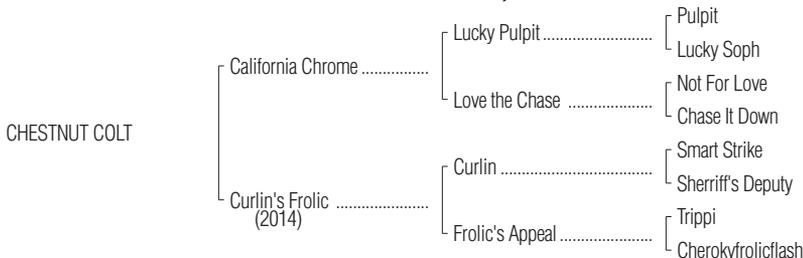 Pulpit
Lucky Pulpit..........................
Lucky Soph
California Chrome ................
Not For Love
Love the Chase ....................
Chase It Down
CHESTNUT COLT
Smart Strike
Curlin ....................................
Sherriff's Deputy
Curlin's Frolic ......................
(2014)
Trippi
Frolic's Appeal......................
Cherokyfrolicflash